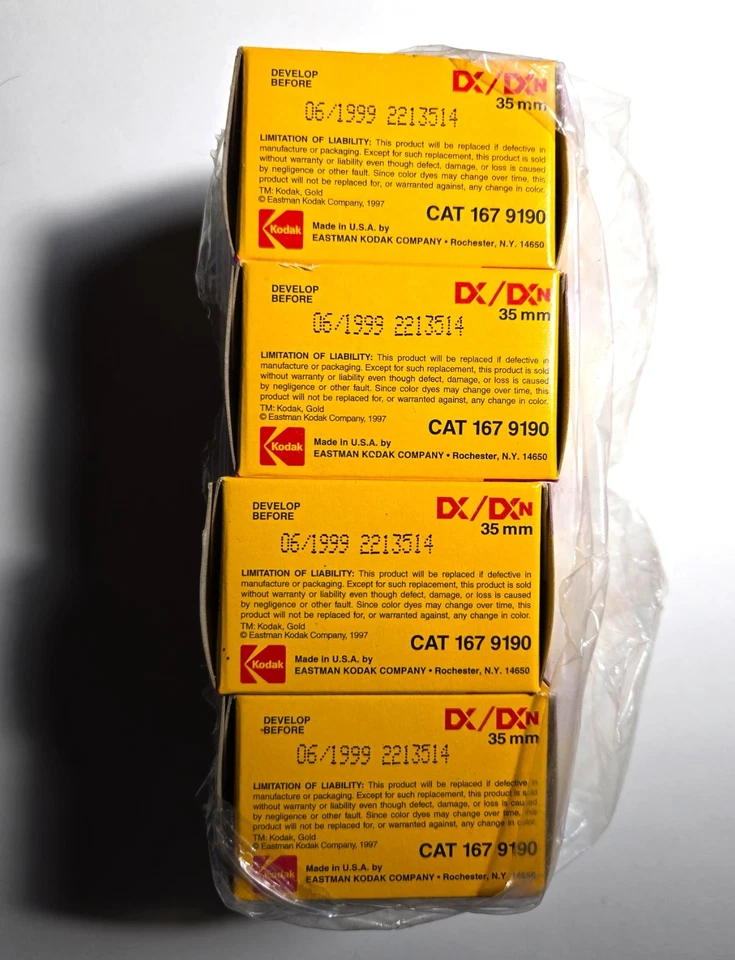 DEVELOP
BEFORE
DX/DXN
35 mm
06/1999 2213514
LIMITATION OF LIABILITY: This product will be replaced if defective in
manufacture or packaging. Except for such replacement, this product is sold
without warranty or liability even though defect, damage, or loss is caused
by negligence or other fault. Since color dyes may change over time, this
product will not be replaced for, or warranted against, any change in color.
TM: Kodak, Gold
© Eastman Kodak Company, 1997
CAT 167 9190
Kodak
Made in U.S.A. by
EASTMAN KODAK COMPANY • Rochester, N.Y. 14650
DEVELOP
BEFORE
DX/DXN
35 mm
06/1999 2213514
LIMITATION OF LIABILITY: This product will be replaced if defective in
manufacture or packaging. Except for such replacement, this product is sold
without warranty or liability even though defect, damage, or loss is caused
by negligence or other fault. Since color dyes may change over time, this
product will not be replaced for, or warranted against, any change in color.
TM: Kodak, Gold
© Eastman Kodak Company, 1997
CAT 167 9190
Kodak
Made in U.S.A. by
EASTMAN KODAK COMPANY • Rochester, N.Y. 14650
DEVELOP
BEFORE
DX/DXN
35 mm
06/1999 2213514
LIMITATION OF LIABILITY: This product will be replaced if defective in
manufacture or packaging. Except for such replacement, this product is sold
without warranty or liability even though defect, damage, or loss is caused
by negligence or other fault. Since color dyes may change over time, this
product will not be replaced for, or warranted against, any change in color.
TM: Kodak, Gold
© Eastman Kodak Company, 1997
CAT 167 9190
Kodak
Made in U.S.A. by
EASTMAN KODAK COMPANY • Rochester, N.Y. 14650
DEVELOP
BEFORE
DX/DXN
35 mm
06/1999 2213514
LIMITATION OF LIABILITY: This product will be replaced if defective in
manufacture or packaging. Except for such replacement, this product is sold
without warranty or liability even though defect, damage, or loss is caused
by negligence or other fault. Since color dyes may change over time, this
product will not be replaced for, or warranted against, any change in color.
TM: Kodak, Gold
© Eastman Kodak Company, 1997
CAT 167 9190
Kodak
Made in U.S.A. by
EASTMAN KODAK COMPANY • Rochester, N.Y. 14650